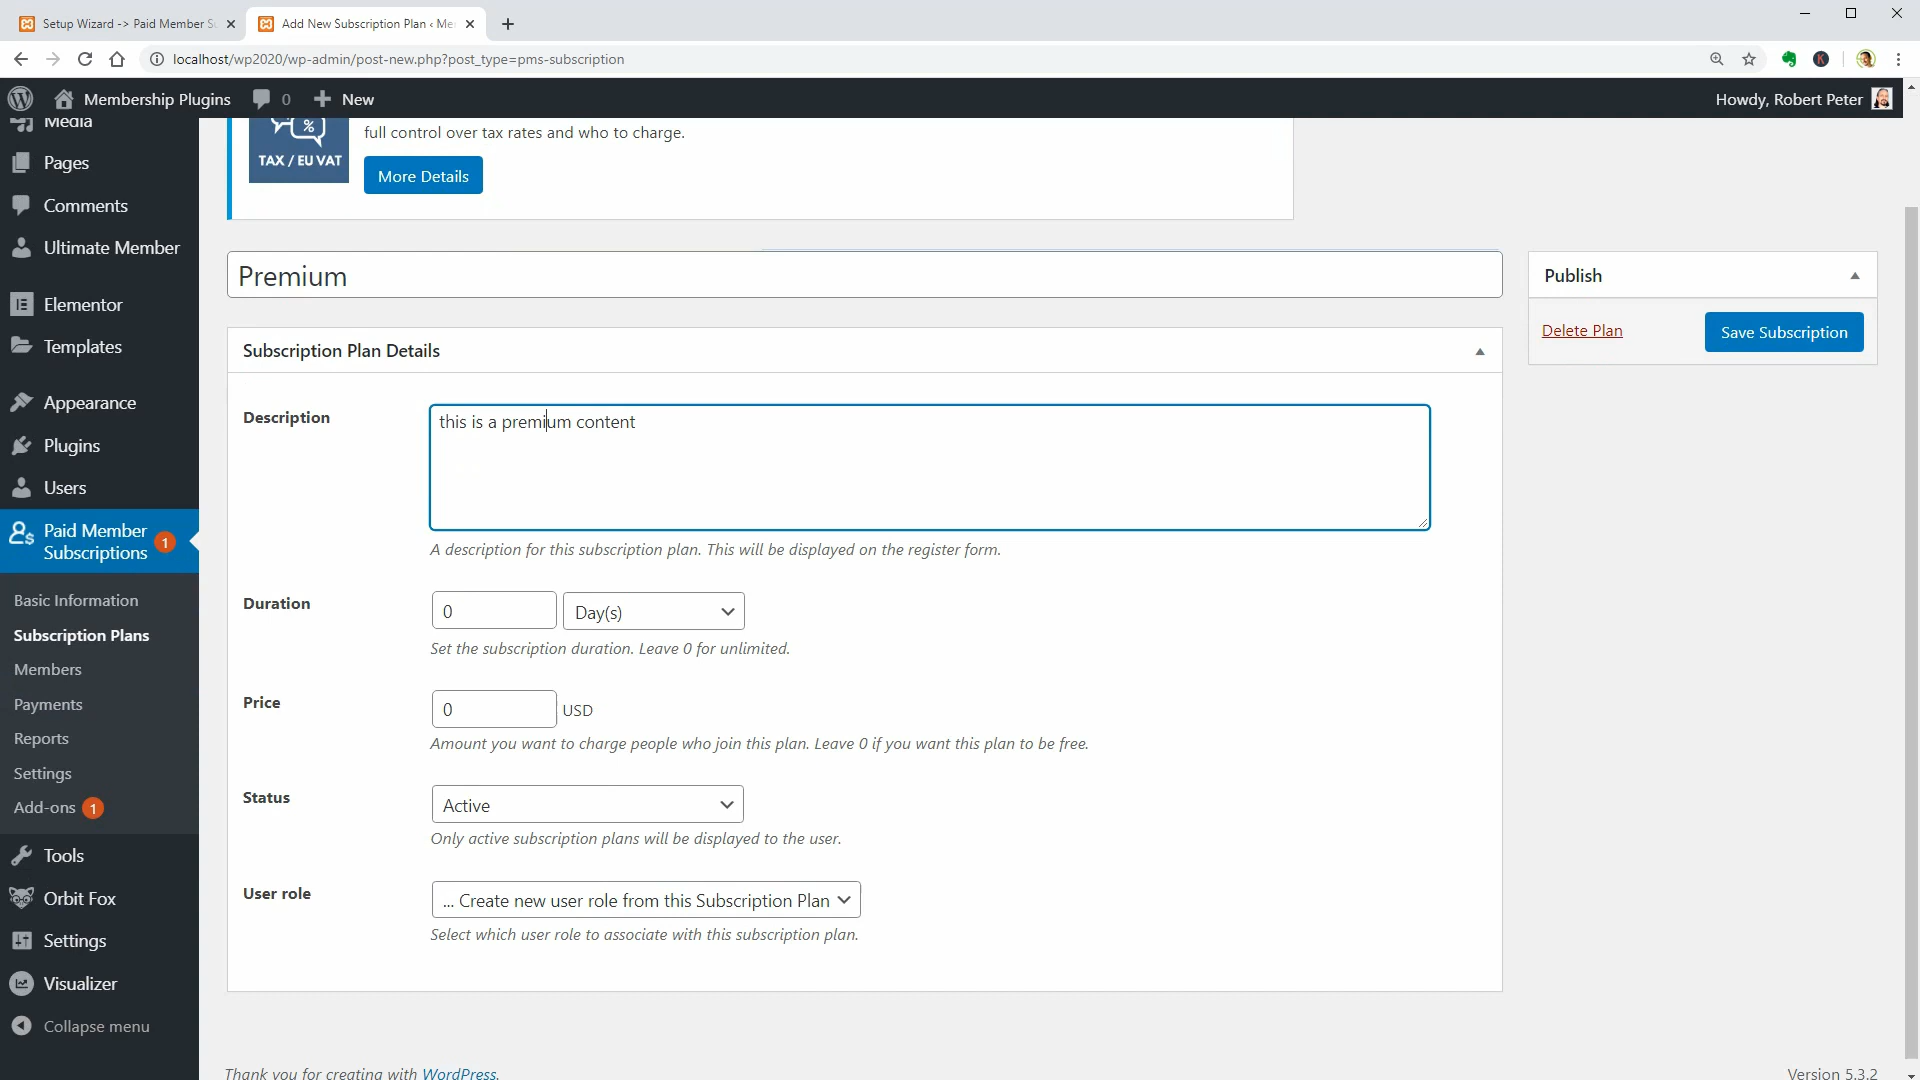 Setup Wizard -> Paid Member S
Add New Subscription Plan ‹ Me
localhost/wp2020/wp-admin/post-new.php?post_type=pms-subscription
Membership Plugins
0
New
Howdy, Robert Peter
Media
Pages
Comments
Ultimate Member
Elementor
Templates
Appearance
Plugins
Users
Paid Member
Subscriptions
1
Basic Information
Subscription Plans
Members
Payments
Reports
Settings
Add-ons 1
Tools
Orbit Fox
Settings
Visualizer
Collapse menu
%
TAX / EU VAT
full control over tax rates and who to charge.
More Details
Premium
Subscription Plan Details
Description
this is a premium content
A description for this subscription plan. This will be displayed on the register form.
Duration
0
Day(s)
Set the subscription duration. Leave 0 for unlimited.
Price
0
USD
Amount you want to charge people who join this plan. Leave 0 if you want this plan to be free.
Status
Active
Only active subscription plans will be displayed to the user.
User role
... Create new user role from this Subscription Plan
Select which user role to associate with this subscription plan.
Publish
Delete Plan
Save Subscription
Thank you for creating with WordPress.
Version 5.3.2